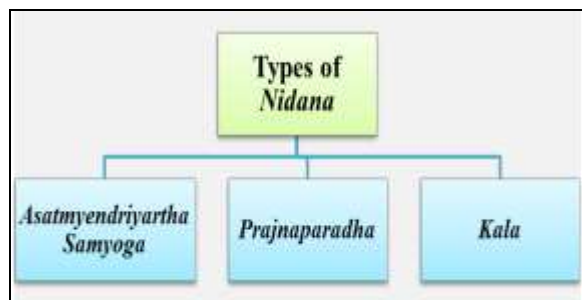 Types of
Nidana
Asatmyendriyartha
Samyoga
Prajnaparadha
Kala